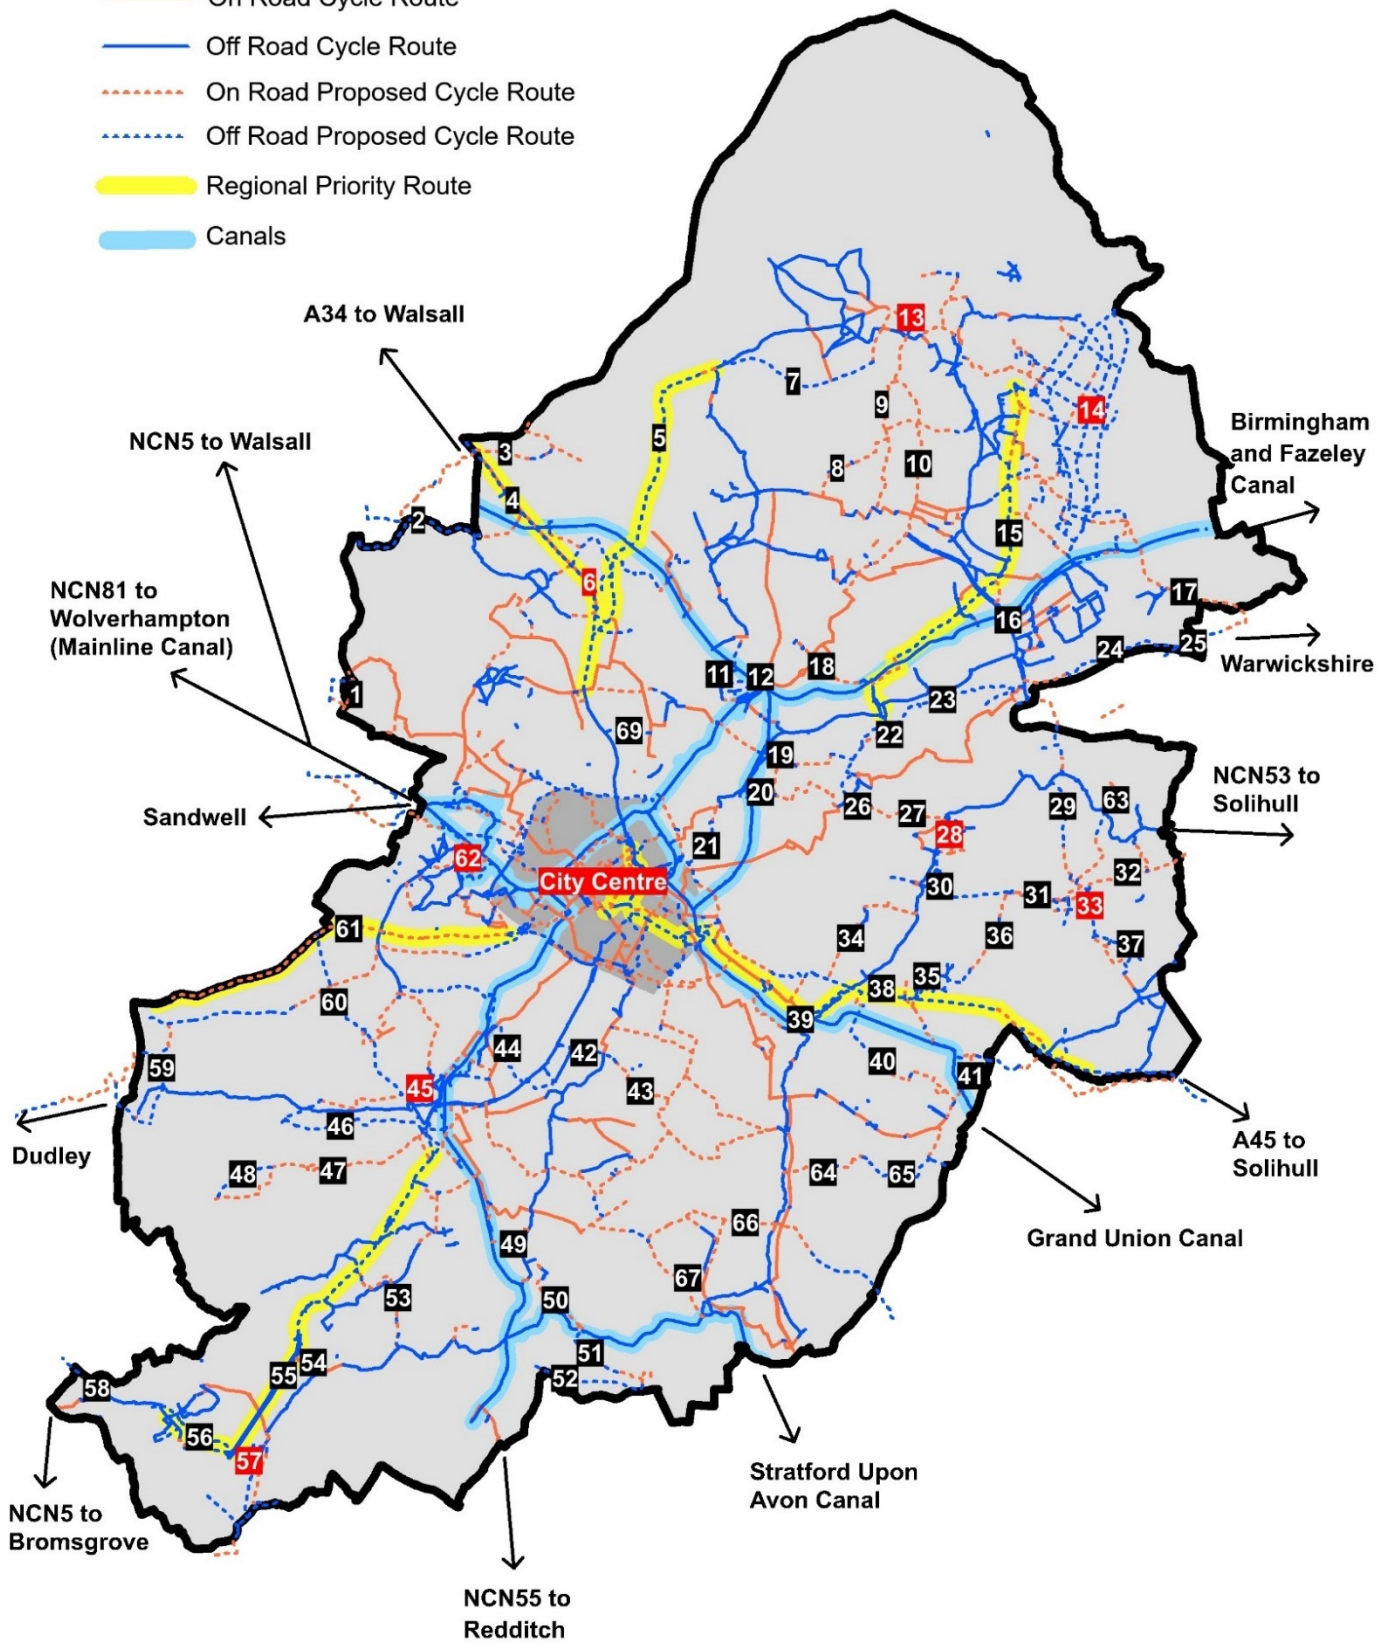 On Road Cycle Route
Off Road Cycle Route
On Road Proposed Cycle Route
Off Road Proposed Cycle Route
Regional Priority Route
Canals
A34 to Walsall
NCN5 to Walsall
NCN81 to
Wolverhampton
(Mainline Canal)
Sandwell
Birmingham
and Fazeley
Canal
Warwickshire
NCN53 to
Solihull
A45 to
Solihull
Grand Union Canal
Stratford Upon
Avon Canal
NCN55 to
Redditch
NCN5 to
Bromsgrove
Dudley
City Centre
1
2
3
4
5
6
7
8
9
10
11
12
13
14
15
16
17
18
19
20
21
22
23
24
25
26
27
28
29
30
31
32
33
34
35
36
37
38
39
40
41
42
43
44
45
46
47
48
49
50
51
52
53
54
55
56
57
58
59
60
61
62
63
64
65
66
67
69